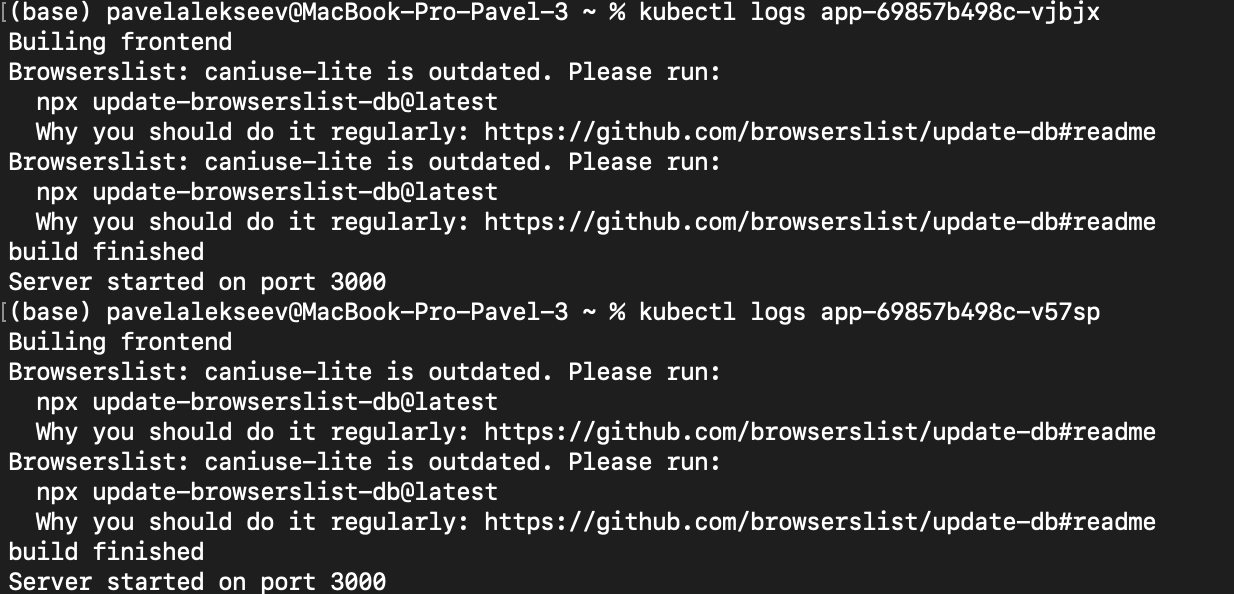 [(base) pavelalekseev@MacBook-Pro-Pavel-3 ~ % kubectl logs app-69857b498c-vjbjx
Builing frontend
Browserslist: caniuse-lite is outdated. Please run:
  npx update-browserslist-db@latest
  Why you should do it regularly: https://github.com/browserslist/update-db#readme
Browserslist: caniuse-lite is outdated. Please run:
  npx update-browserslist-db@latest
  Why you should do it regularly: https://github.com/browserslist/update-db#readme
build finished
Server started on port 3000
[(base) pavelalekseev@MacBook-Pro-Pavel-3 ~ % kubectl logs app-69857b498c-v57sp
Builing frontend
Browserslist: caniuse-lite is outdated. Please run:
  npx update-browserslist-db@latest
  Why you should do it regularly: https://github.com/browserslist/update-db#readme
Browserslist: caniuse-lite is outdated. Please run:
  npx update-browserslist-db@latest
  Why you should do it regularly: https://github.com/browserslist/update-db#readme
build finished
Server started on port 3000